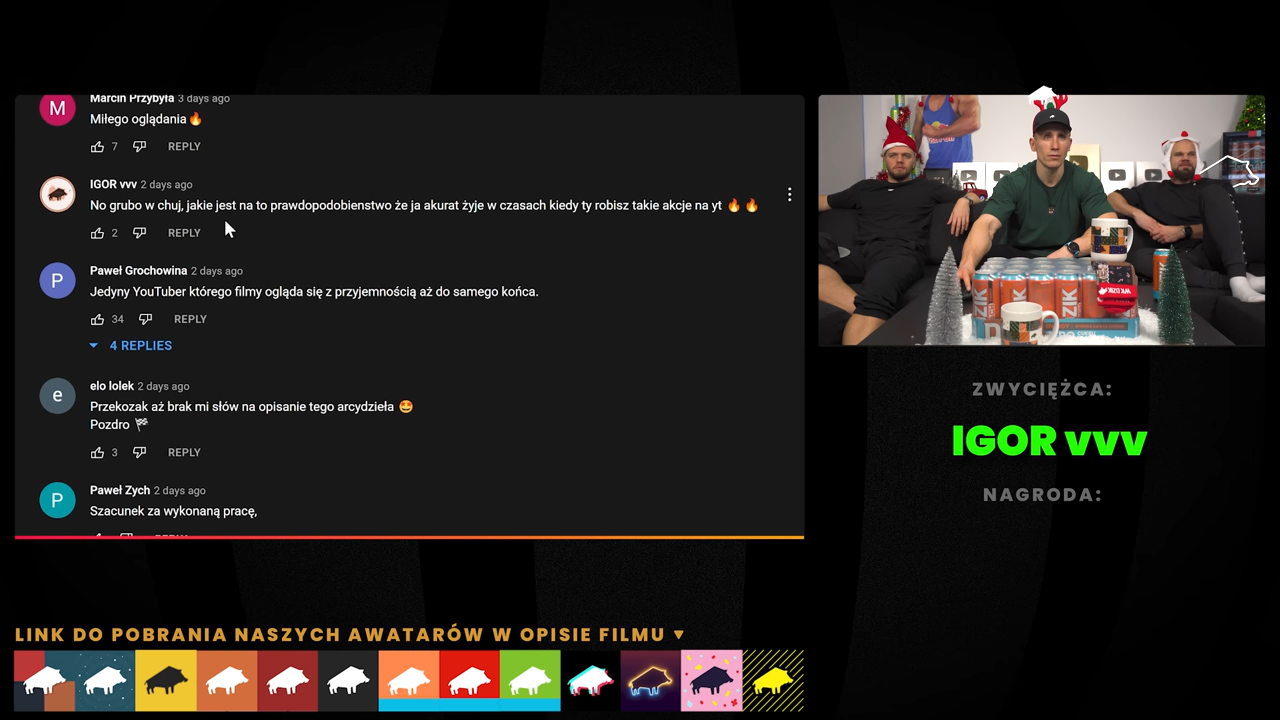 Marcin Przybyła 3 days ago
Miłego oglądania🔥
7 REPLY
IGOR vvv 2 days ago
No grubo w chuj, jakie jest na to prawdopodobienstwo że ja akurat żyje w czasach kiedy ty robisz takie akcje na yt 🔥 🔥
2 REPLY
Paweł Grochowina 2 days ago
Jedyny YouTuber którego filmy ogląda się z przyjemnością aż do samego końca.
34 REPLY
4 REPLIES
elo lolek 2 days ago
Przekozak aż brak mi słów na opisanie tego arcydzieła 🤩
Pozdro 🏁
3 REPLY
Paweł Zych 2 days ago
Szacunek za wykonaną pracę,
REPLY
M
P
e
P
ZWYCIĘŻCA:
IGOR vvv
NAGRODA:
LINK DO POBRANIA NASZYCH AWATARÓW W OPISIE FILMU ▼